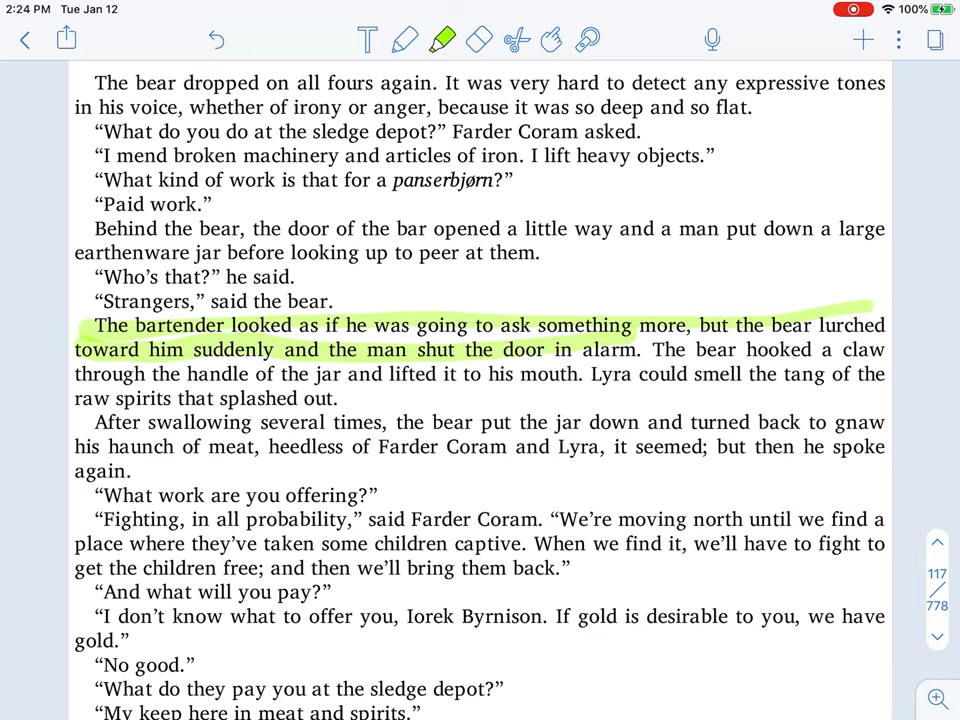 2:24 PM Tue Jan 12 100%
The bear dropped on all fours again. It was very hard to detect any expressive tones
in his voice, whether of irony or anger, because it was so deep and so flat.
“What do you do at the sledge depot?” Farder Coram asked.
“I mend broken machinery and articles of iron. I lift heavy objects.”
“What kind of work is that for a panserbjørn?”
“Paid work.”
Behind the bear, the door of the bar opened a little way and a man put down a large
earthenware jar before looking up to peer at them.
“Who’s that?” he said.
“Strangers,” said the bear.
The bartender looked as if he was going to ask something more, but the bear lurched
toward him suddenly and the man shut the door in alarm. The bear hooked a claw
through the handle of the jar and lifted it to his mouth. Lyra could smell the tang of the
raw spirits that splashed out.
After swallowing several times, the bear put the jar down and turned back to gnaw
his haunch of meat, heedless of Farder Coram and Lyra, it seemed; but then he spoke
again.
“What work are you offering?”
“Fighting, in all probability,” said Farder Coram. “We’re moving north until we find a
place where they’ve taken some children captive. When we find it, we’ll have to fight to
get the children free; and then we’ll bring them back.”
“And what will you pay?”
“I don’t know what to offer you, Iorek Byrnison. If gold is desirable to you, we have
gold.”
“No good.”
“What do they pay you at the sledge depot?”
“My keep here in meat and spirits.”
117
/
778